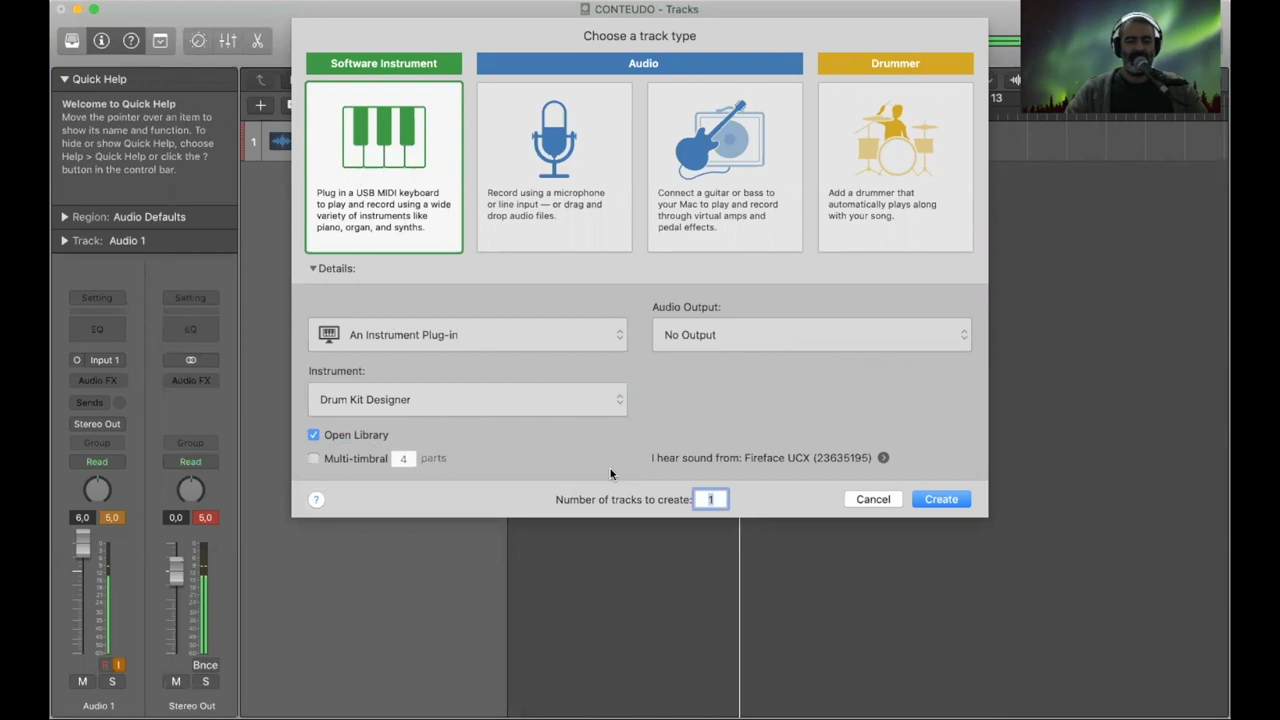 CONTEUDO - Tracks
Choose a track type
Quick Help
Welcome to Quick Help
Move the pointer over an item to
show its name and function. To
hide or show Quick Help, choose
Help > Quick Help or click the ?
button in the control bar.
Region: Audio Defaults
Track: Audio 1
Setting
Setting
EQ
EQ
Input 1
Audio FX
Audio FX
Sends
Stereo Out
Group
Group
Read
Read
6,0
5,0
0,0
5,0
R
I
Bnce
M
S
M
S
Audio 1
Stereo Out
1
13
Software Instrument
Audio
Drummer
Plug in a USB MIDI keyboard
to play and record using a wide
variety of instruments like
piano, organ, and synths.
Record using a microphone
or line input — or drag and
drop audio files.
Connect a guitar or bass to
your Mac to play and record
through virtual amps and
pedal effects.
Add a drummer that
automatically plays along
with your song.
Details:
An Instrument Plug-in
Audio Output:
No Output
Instrument:
Drum Kit Designer
Open Library
Multi-timbral 4 parts
I hear sound from: Fireface UCX (23635195)
?
Number of tracks to create: 1
Cancel
Create